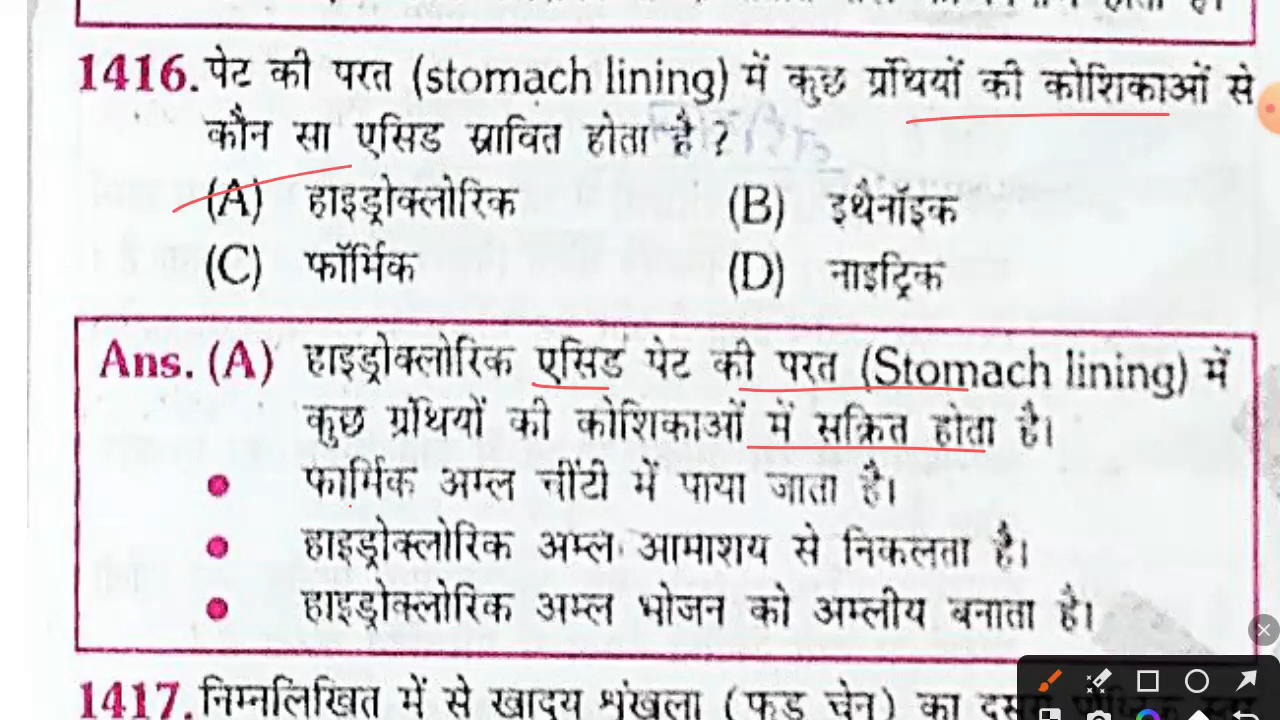 1416. पेट की परत (stomach lining) में कुछ ग्रंथियों की कोशिकाओं से
कौन सा एसिड स्रावित होता है ?
(A) हाइड्रोक्लोरिक (B) इथैनॉइक
(C) फॉर्मिक (D) नाइट्रिक
Ans. (A) हाइड्रोक्लोरिक एसिड पेट की परत (Stomach lining) में
कुछ ग्रंथियों की कोशिकाओं में सक्रित होता है।
● फार्मिक अम्ल चींटी में पाया जाता है।
● हाइड्रोक्लोरिक अम्ल आमाशय से निकलता है।
● हाइड्रोक्लोरिक अम्ल भोजन को अम्लीय बनाता है।
1417. निम्नलिखित में से खाद्य शृंखला ( फूड चेन) का